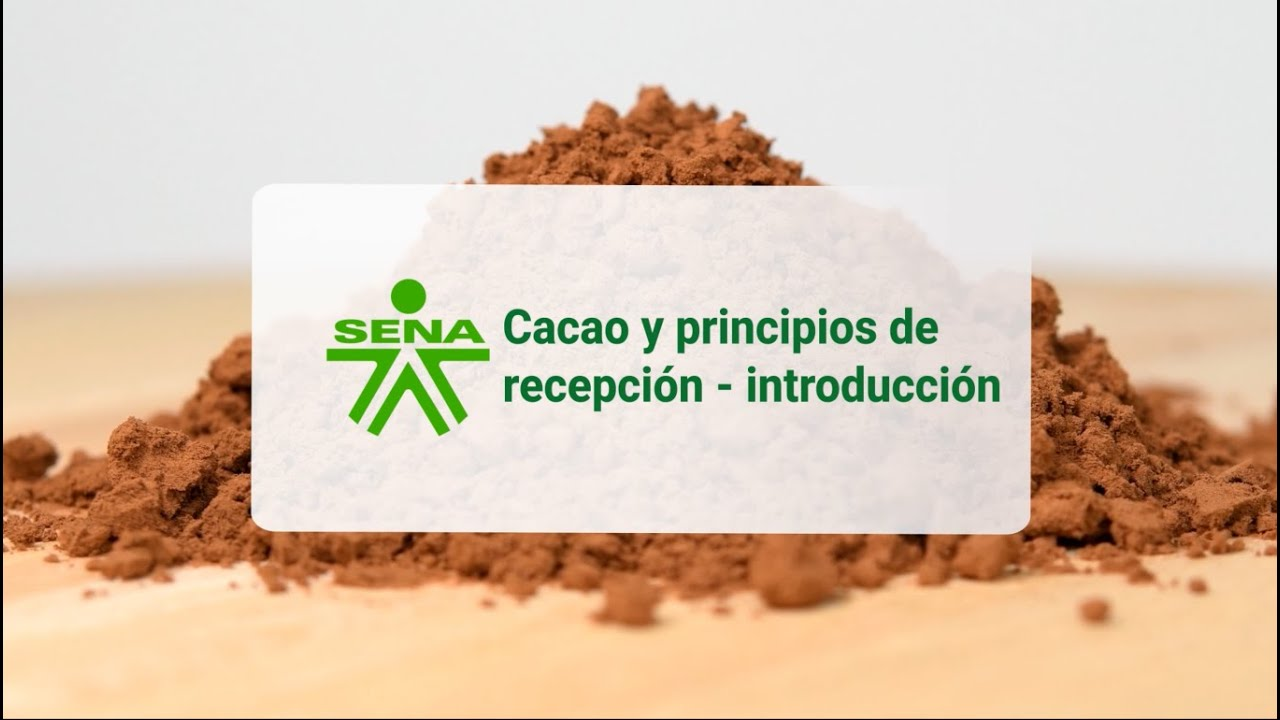 SENA
Cacao y principios de
recepción - introducción